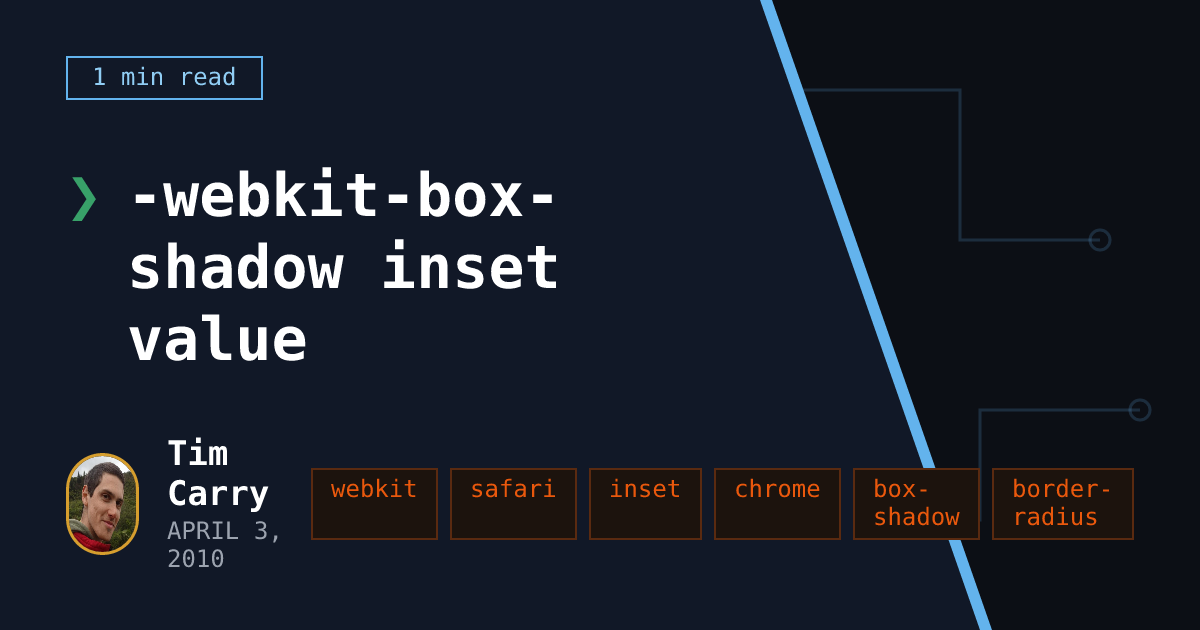 1 min read
❯ -webkit-box-
shadow inset
value
Tim
Carry
APRIL 3,
2010
webkit
safari
inset
chrome
box-
shadow
border-
radius